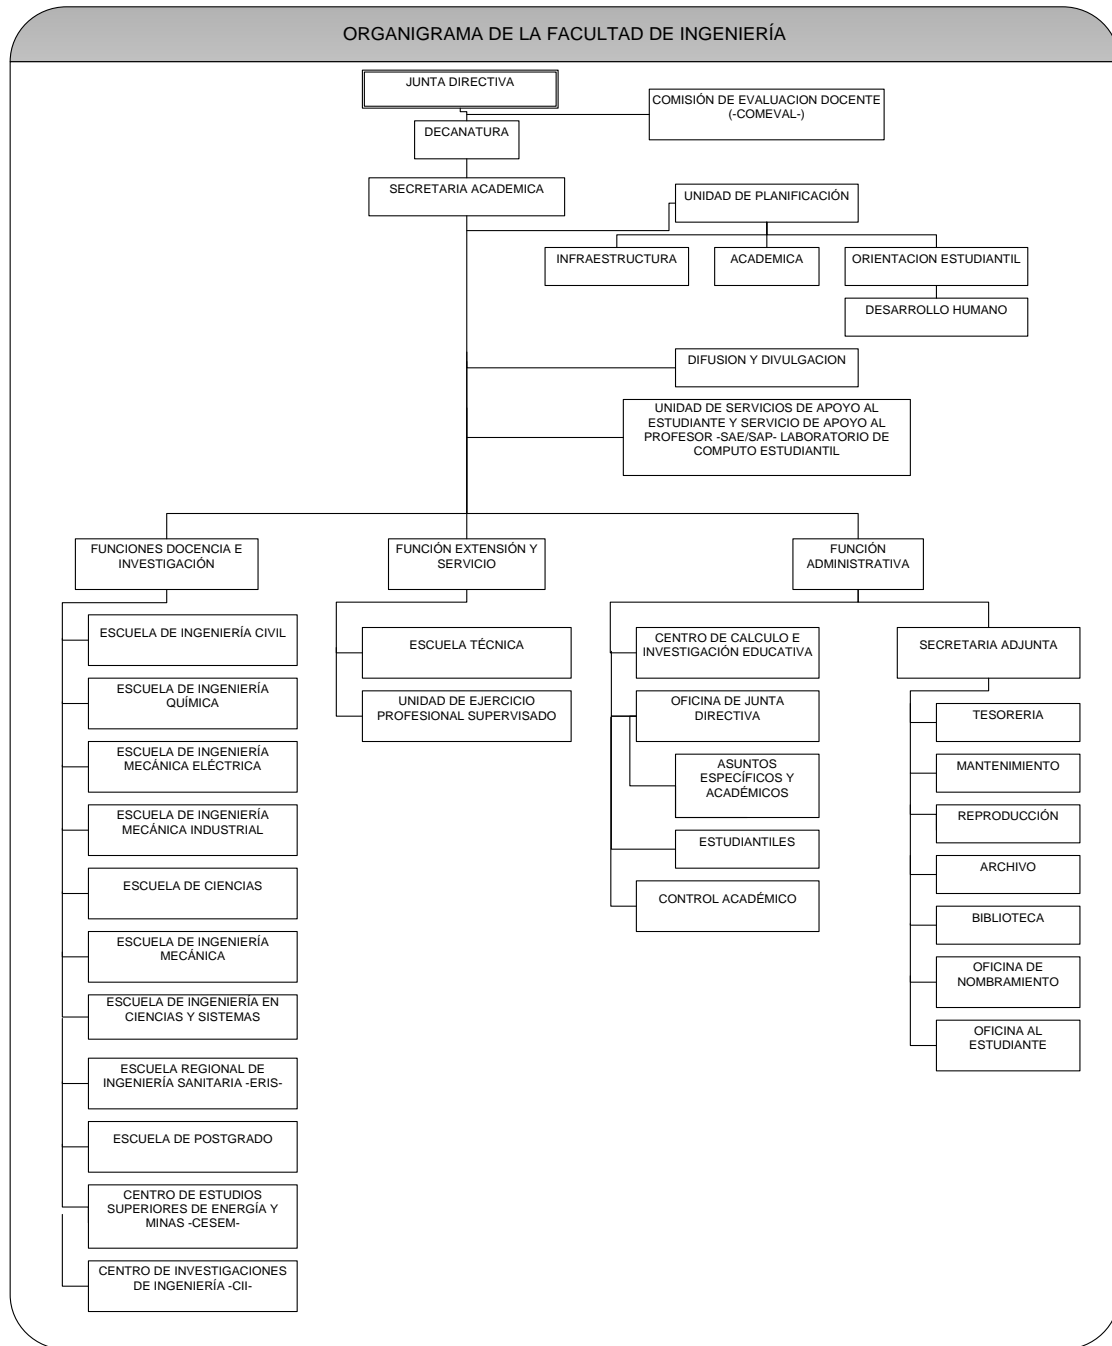 ORGANIGRAMA DE LA FACULTAD DE INGENIERÍA
JUNTA DIRECTIVA
COMISIÓN DE EVALUACION DOCENTE
(-COMEVAL-)
DECANATURA
SECRETARIA ACADEMICA
UNIDAD DE PLANIFICACIÓN
INFRAESTRUCTURA
ACADEMICA
ORIENTACION ESTUDIANTIL
DESARROLLO HUMANO
DIFUSION Y DIVULGACION
UNIDAD DE SERVICIOS DE APOYO AL
ESTUDIANTE Y SERVICIO DE APOYO AL
PROFESOR -SAE/SAP- LABORATORIO DE
COMPUTO ESTUDIANTIL
FUNCIONES DOCENCIA E
INVESTIGACIÓN
ESCUELA DE INGENIERÍA CIVIL
ESCUELA DE INGENIERÍA
QUÍMICA
ESCUELA DE INGENIERÍA
MECÁNICA ELÉCTRICA
ESCUELA DE INGENIERÍA
MECÁNICA INDUSTRIAL
ESCUELA DE CIENCIAS
ESCUELA DE INGENIERÍA
MECÁNICA
ESCUELA DE INGENIERÍA EN
CIENCIAS Y SISTEMAS
ESCUELA REGIONAL DE
INGENIERÍA SANITARIA -ERIS-
ESCUELA DE POSTGRADO
CENTRO DE ESTUDIOS
SUPERIORES DE ENERGÍA Y
MINAS -CESEM-
CENTRO DE INVESTIGACIONES
DE INGENIERÍA -CII-
FUNCIÓN EXTENSIÓN Y
SERVICIO
ESCUELA TÉCNICA
UNIDAD DE EJERCICIO
PROFESIONAL SUPERVISADO
FUNCIÓN
ADMINISTRATIVA
CENTRO DE CALCULO E
INVESTIGACIÓN EDUCATIVA
OFICINA DE JUNTA
DIRECTIVA
ASUNTOS
ESPECÍFICOS Y
ACADÉMICOS
ESTUDIANTILES
CONTROL ACADÉMICO
SECRETARIA ADJUNTA
TESORERIA
MANTENIMIENTO
REPRODUCCIÓN
ARCHIVO
BIBLIOTECA
OFICINA DE
NOMBRAMIENTO
OFICINA AL
ESTUDIANTE